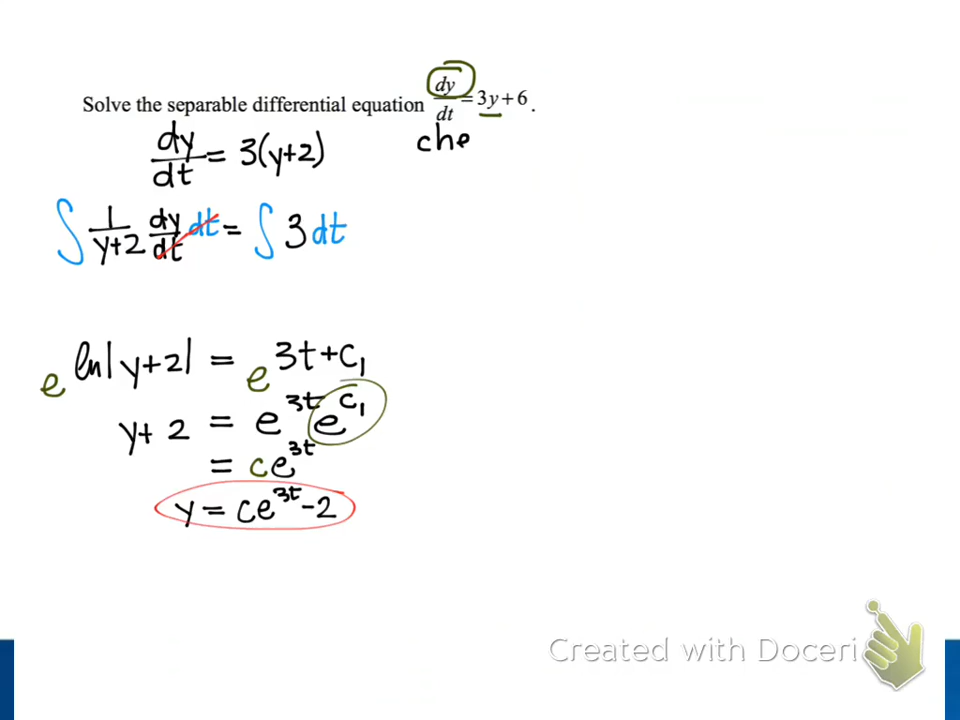 Solve the separable differential equation dy/dt = 3y + 6 .
che
dy/dt = 3(y+2)
∫ 1/(y+2) dy/dt dt = ∫ 3 dt
e^(ln|y+2|) = e^(3t+C₁)
y+2 = e^(3t) e^(C₁)
= ce^(3t)
y = ce^(3t) - 2
Created with Doceri